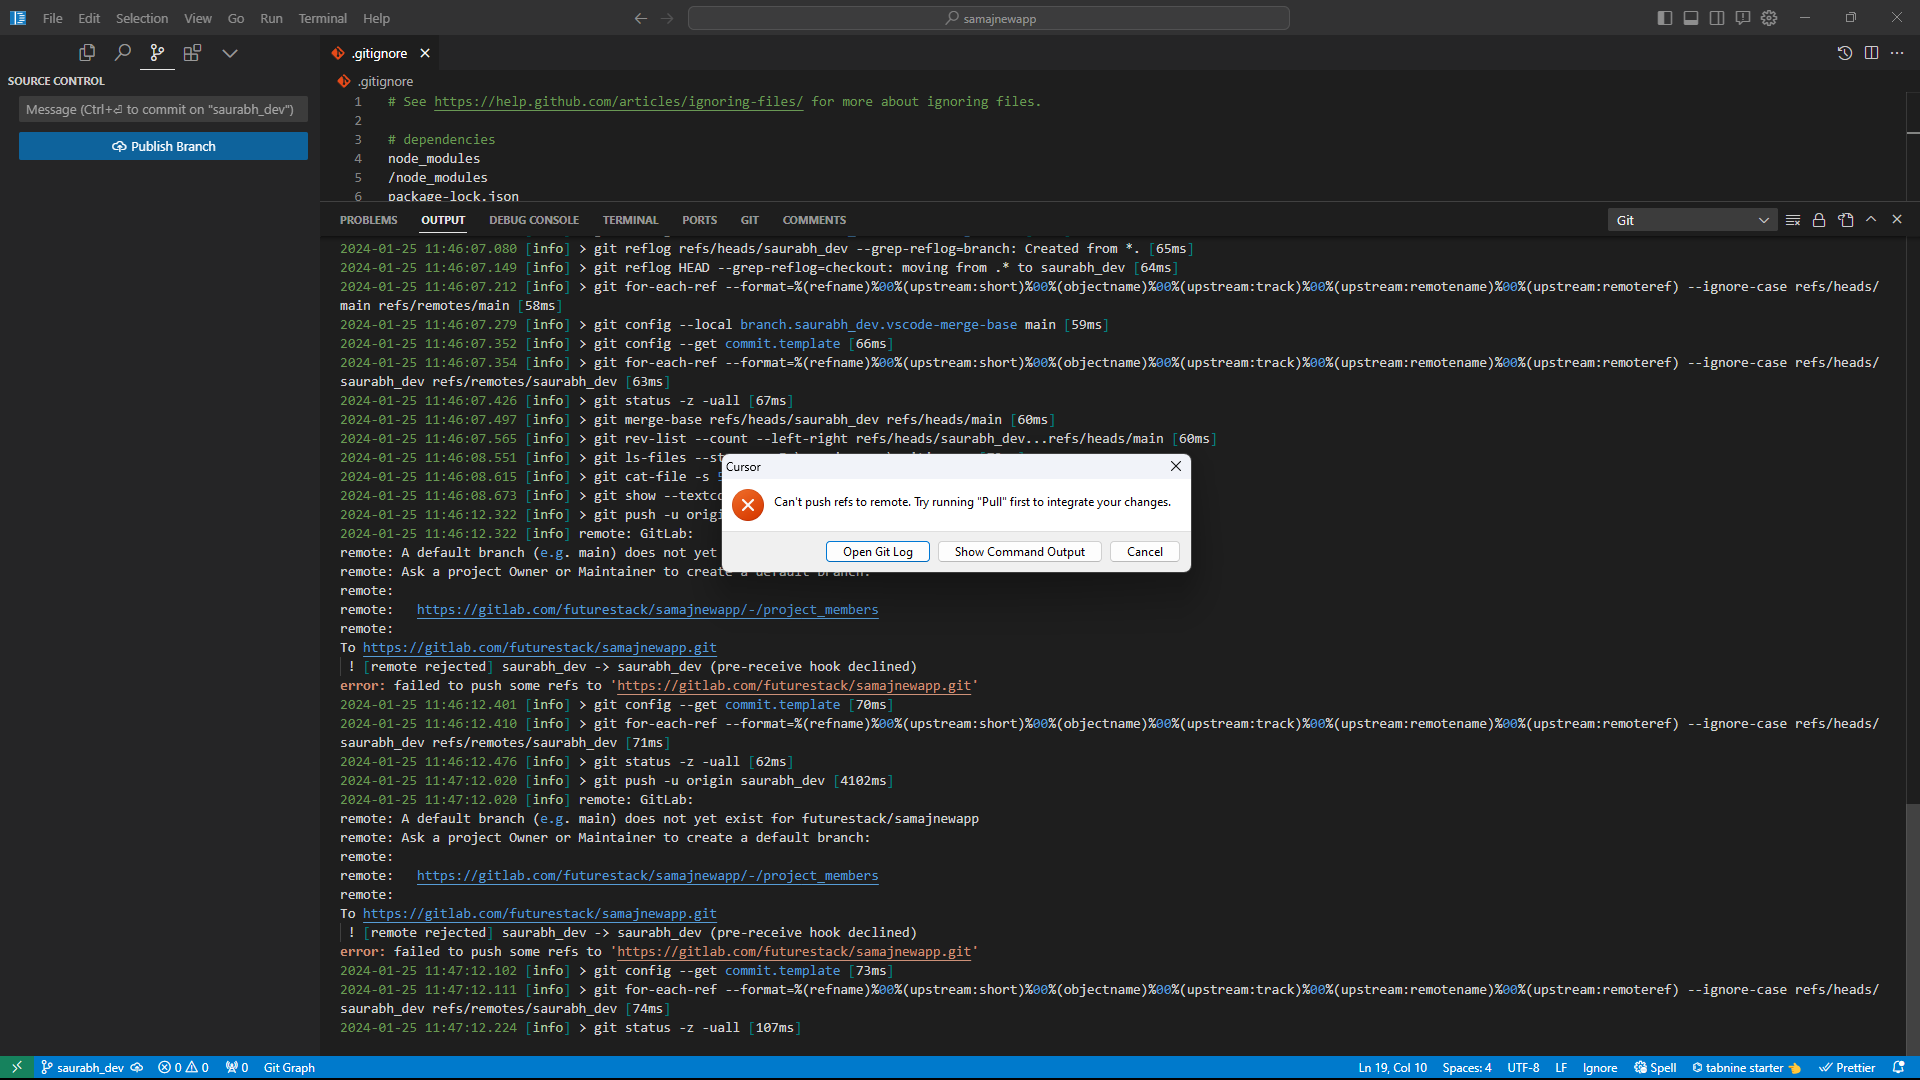 File Edit Selection View Go Run Terminal Help
samajnewapp
SOURCE CONTROL
Message (Ctrl+⏎ to commit on "saurabh_dev")
Publish Branch
.gitignore
.gitignore
1 # See https://help.github.com/articles/ignoring-files/ for more about ignoring files.
2
3 # dependencies
4 node_modules
5 /node_modules
6 package-lock.json
PROBLEMS OUTPUT DEBUG CONSOLE TERMINAL PORTS GIT COMMENTS
Git
2024-01-25 11:46:07.080 [info] > git reflog refs/heads/saurabh_dev --grep-reflog=branch: Created from *. [65ms]
2024-01-25 11:46:07.149 [info] > git reflog HEAD --grep-reflog=checkout: moving from .* to saurabh_dev [64ms]
2024-01-25 11:46:07.212 [info] > git for-each-ref --format=%(refname)%00%(upstream:short)%00%(objectname)%00%(upstream:track)%00%(upstream:remotename)%00%(upstream:remoteref) --ignore-case refs/heads/
main refs/remotes/main [58ms]
2024-01-25 11:46:07.279 [info] > git config --local branch.saurabh_dev.vscode-merge-base main [59ms]
2024-01-25 11:46:07.352 [info] > git config --get commit.template [66ms]
2024-01-25 11:46:07.354 [info] > git for-each-ref --format=%(refname)%00%(upstream:short)%00%(objectname)%00%(upstream:track)%00%(upstream:remotename)%00%(upstream:remoteref) --ignore-case refs/heads/
saurabh_dev refs/remotes/saurabh_dev [63ms]
2024-01-25 11:46:07.426 [info] > git status -z -uall [67ms]
2024-01-25 11:46:07.497 [info] > git merge-base refs/heads/saurabh_dev refs/heads/main [60ms]
2024-01-25 11:46:07.565 [info] > git rev-list --count --left-right refs/heads/saurabh_dev...refs/heads/main [60ms]
2024-01-25 11:46:08.551 [info] > git ls-files
2024-01-25 11:46:08.615 [info] > git cat-file -s
2024-01-25 11:46:08.673 [info] > git show
2024-01-25 11:46:12.322 [info] > git push -u
2024-01-25 11:46:12.322 [info] remote: GitLab:
remote: A default branch (e.g. main) does not yet
remote: Ask a project Owner or Maintainer to create a default branch:
remote:
remote: https://gitlab.com/futurestack/samajnewapp/-/project_members
remote:
To https://gitlab.com/futurestack/samajnewapp.git
! [remote rejected] saurabh_dev -> saurabh_dev (pre-receive hook declined)
error: failed to push some refs to 'https://gitlab.com/futurestack/samajnewapp.git'
2024-01-25 11:46:12.401 [info] > git config --get commit.template [70ms]
2024-01-25 11:46:12.410 [info] > git for-each-ref --format=%(refname)%00%(upstream:short)%00%(objectname)%00%(upstream:track)%00%(upstream:remotename)%00%(upstream:remoteref) --ignore-case refs/heads/
saurabh_dev refs/remotes/saurabh_dev [71ms]
2024-01-25 11:46:12.476 [info] > git status -z -uall [62ms]
2024-01-25 11:47:12.020 [info] > git push -u origin saurabh_dev [4102ms]
2024-01-25 11:47:12.020 [info] remote: GitLab:
remote: A default branch (e.g. main) does not yet exist for futurestack/samajnewapp
remote: Ask a project Owner or Maintainer to create a default branch:
remote:
remote: https://gitlab.com/futurestack/samajnewapp/-/project_members
remote:
To https://gitlab.com/futurestack/samajnewapp.git
! [remote rejected] saurabh_dev -> saurabh_dev (pre-receive hook declined)
error: failed to push some refs to 'https://gitlab.com/futurestack/samajnewapp.git'
2024-01-25 11:47:12.102 [info] > git config --get commit.template [73ms]
2024-01-25 11:47:12.111 [info] > git for-each-ref --format=%(refname)%00%(upstream:short)%00%(objectname)%00%(upstream:track)%00%(upstream:remotename)%00%(upstream:remoteref) --ignore-case refs/heads/
saurabh_dev refs/remotes/saurabh_dev [74ms]
2024-01-25 11:47:12.224 [info] > git status -z -uall [107ms]
Cursor
Can't push refs to remote. Try running "Pull" first to integrate your changes.
Open Git Log Show Command Output Cancel
saurabh_dev 0 0 0 Git Graph Ln 19, Col 10 Spaces: 4 UTF-8 LF Ignore Spell tabnine starter Prettier